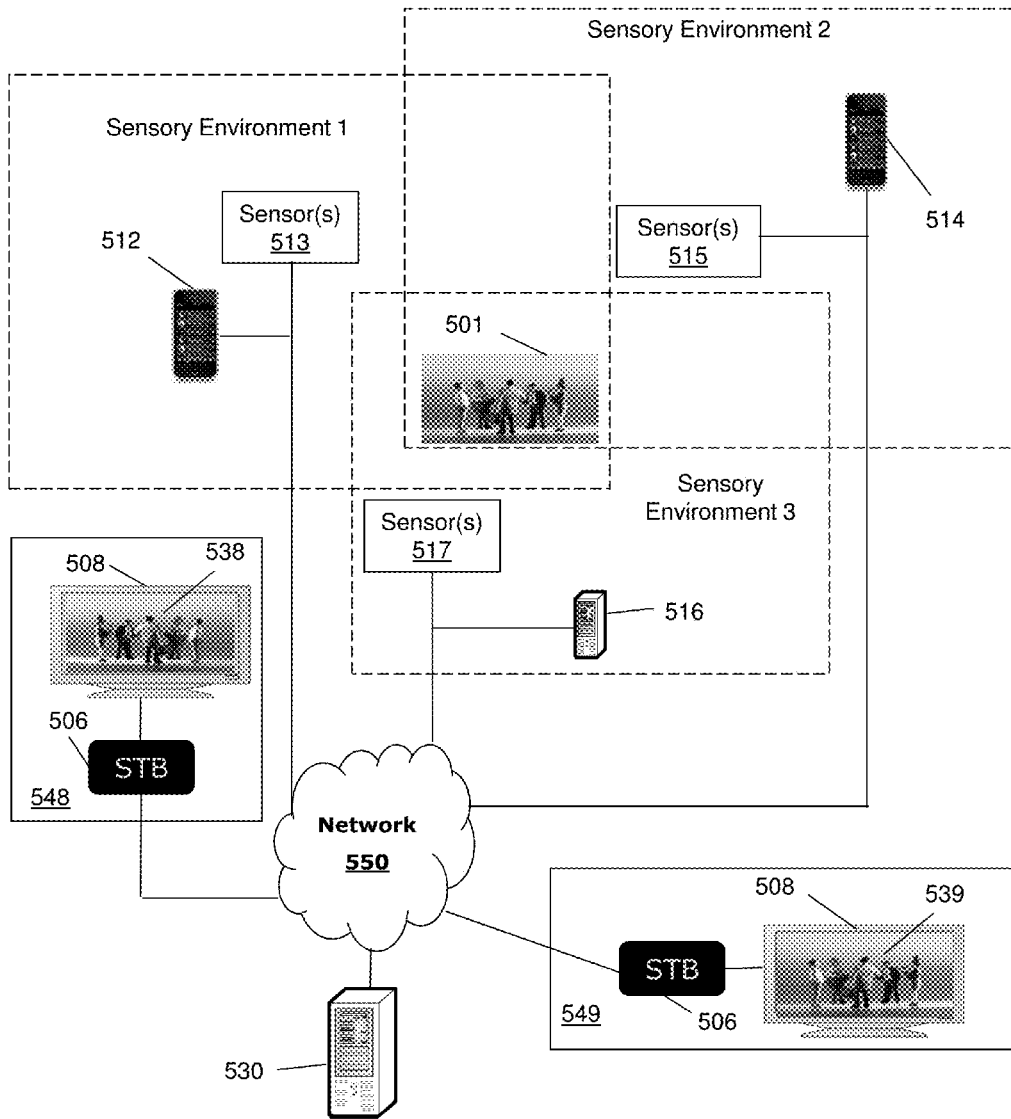 Sensory Environment 2
Sensory Environment 1
514
Sensor(s)
513
Sensor(s)
515
512
501
Sensory
Environment 3
Sensor(s)
517
516
508
538
506
STB
548
Network
550
508
539
STB
506
549
530